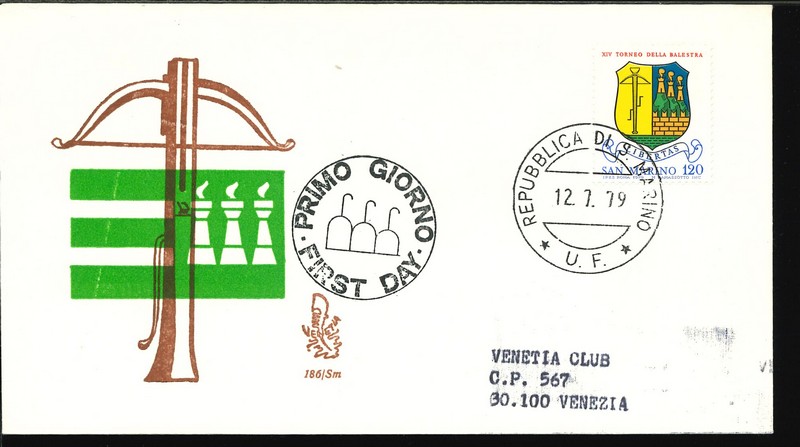 XIV TORNEO DELLA BALESTRA
LIBERTAS
SAN MARINO 120
REPUBBLICA DI S. MARINO
12.7.79
U. F.
PRIMO GIORNO
FIRST DAY
186/Sm
VENETIA CLUB
C.P. 567
30.100 VENEZIA